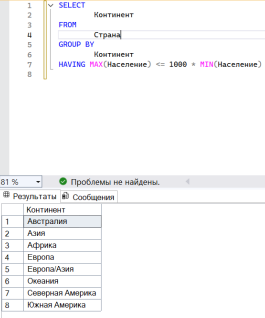 1 SELECT
2 Континент
3 FROM
4 Страна
5 GROUP BY
6 Континент
7 HAVING MAX(Население) <= 1000 * MIN(Население)
8
81 % Проблемы не найдены.
Результаты Сообщения
Континент
1 Австралия
2 Азия
3 Африка
4 Европа
5 Европа/Азия
6 Океания
7 Северная Америка
8 Южная Америка